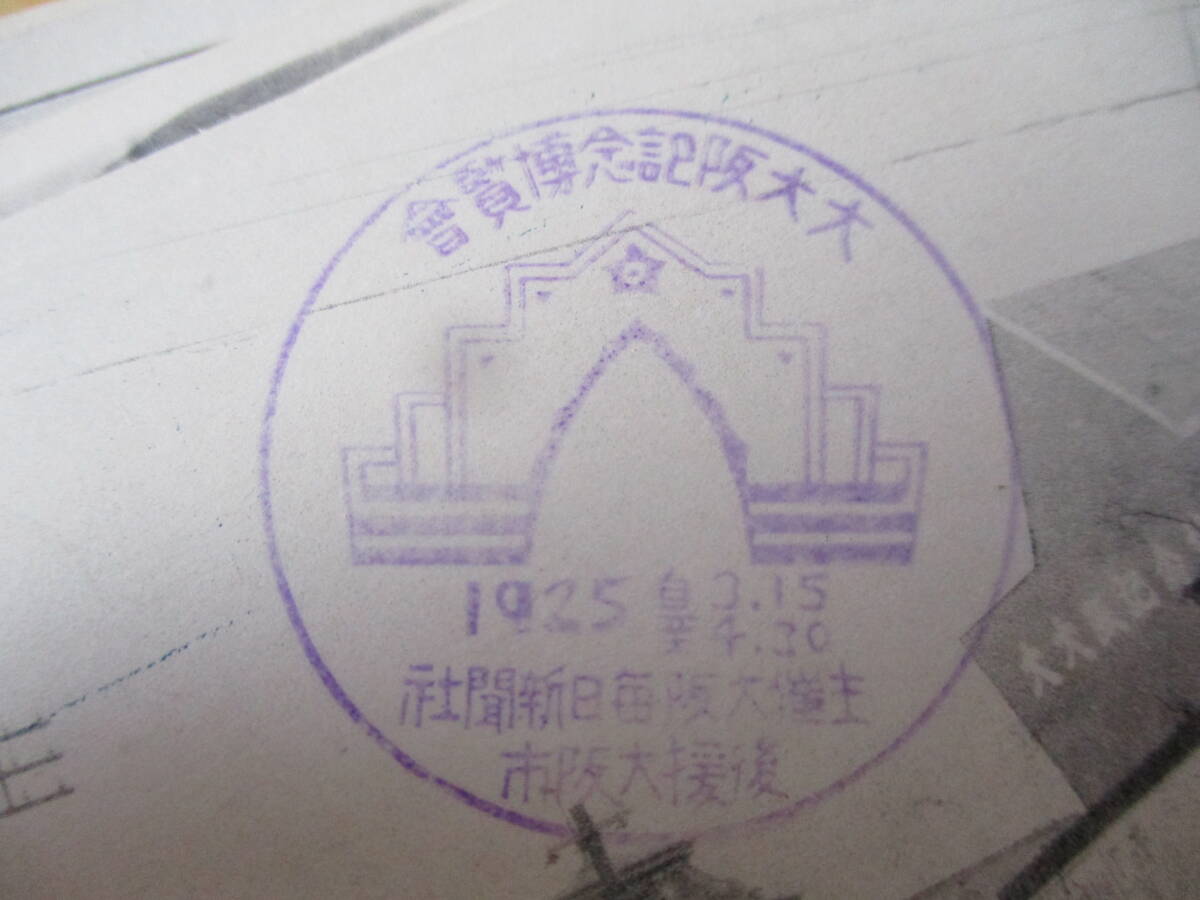 大大阪記念博覽會
1925 自3.15
至4.30
主催大阪毎日新聞社
後援大阪市